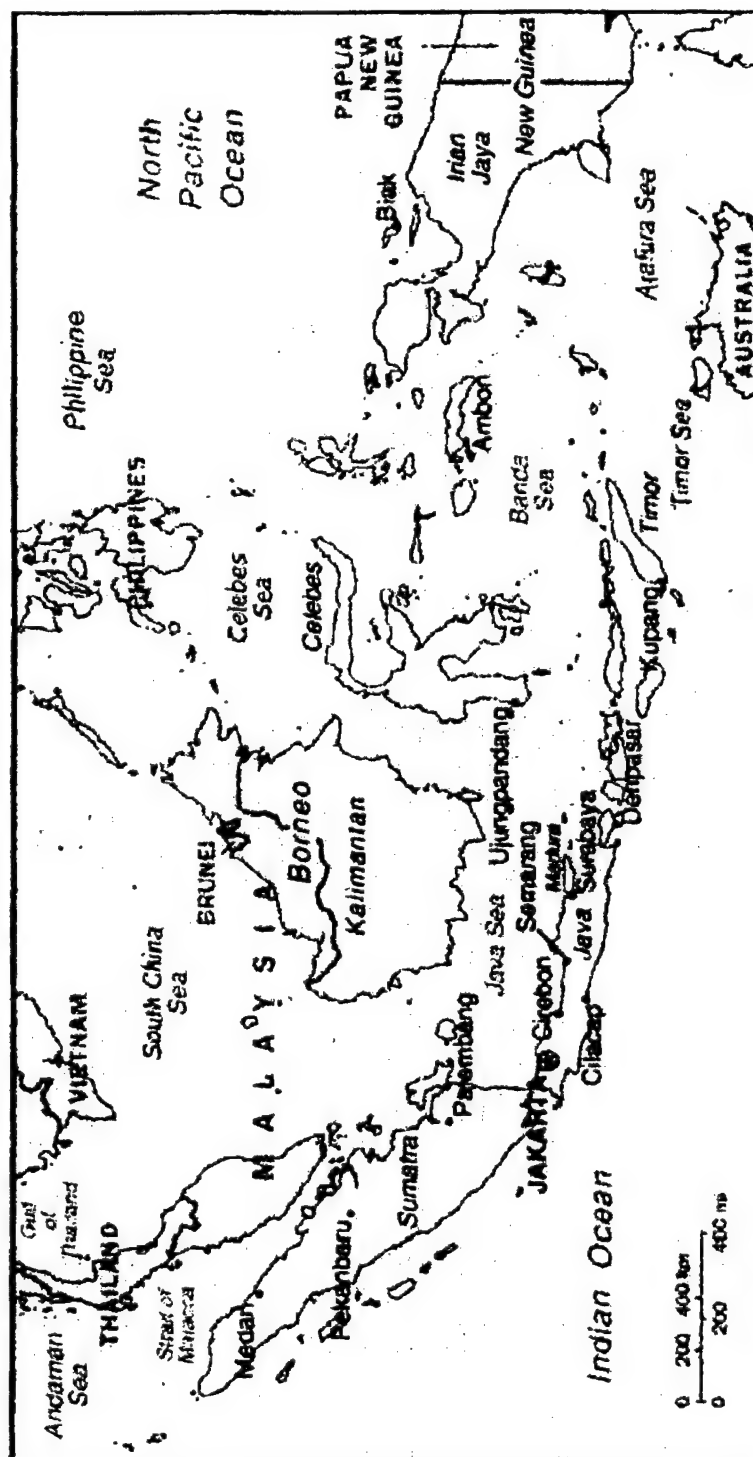 Andaman
Sea
THAILAND
Gulf
of
Thailand
VIETNAM
Strait of
Malacca
South China
Sea
PHILIPPINES
Philippine
Sea
North
Pacific
Ocean
Medan
MALAYSIA
BRUNEI
Celebes
Sea
Pekanbaru
Borneo
Kalimantan
Celebes
Biak
PAPUA
NEW
GUINEA
Sumatra
Palembang
Ambon
Irian
Jaya
New Guinea
Java Sea
Ujungpandang
Banda
Sea
JAKARTA
Cirebon
Semarang
Madura
Cilacap
Java
Surabaya
Denpasar
Kupang
Timor
Timor Sea
Arafura Sea
AUSTRALIA
Indian Ocean
0 200 400 km
0 200 400 mi